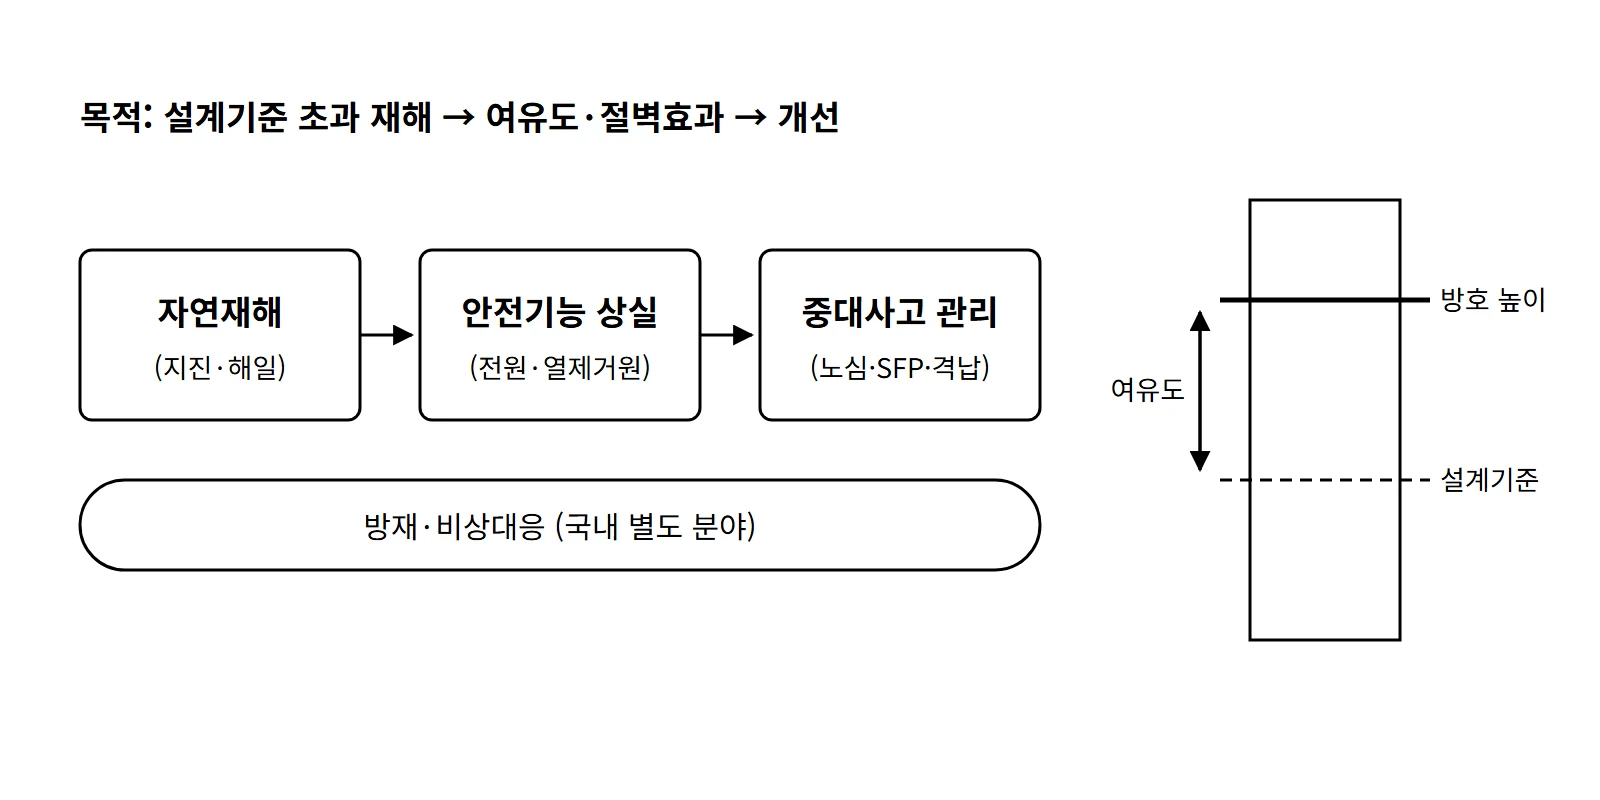 목적: 설계기준 초과 재해 → 여유도·절벽효과 → 개선
자연재해
(지진·해일)
안전기능 상실
(전원·열제거원)
중대사고 관리
(노심·SFP·격납)
방재·비상대응 (국내 별도 분야)
방호 높이
여유도
설계기준